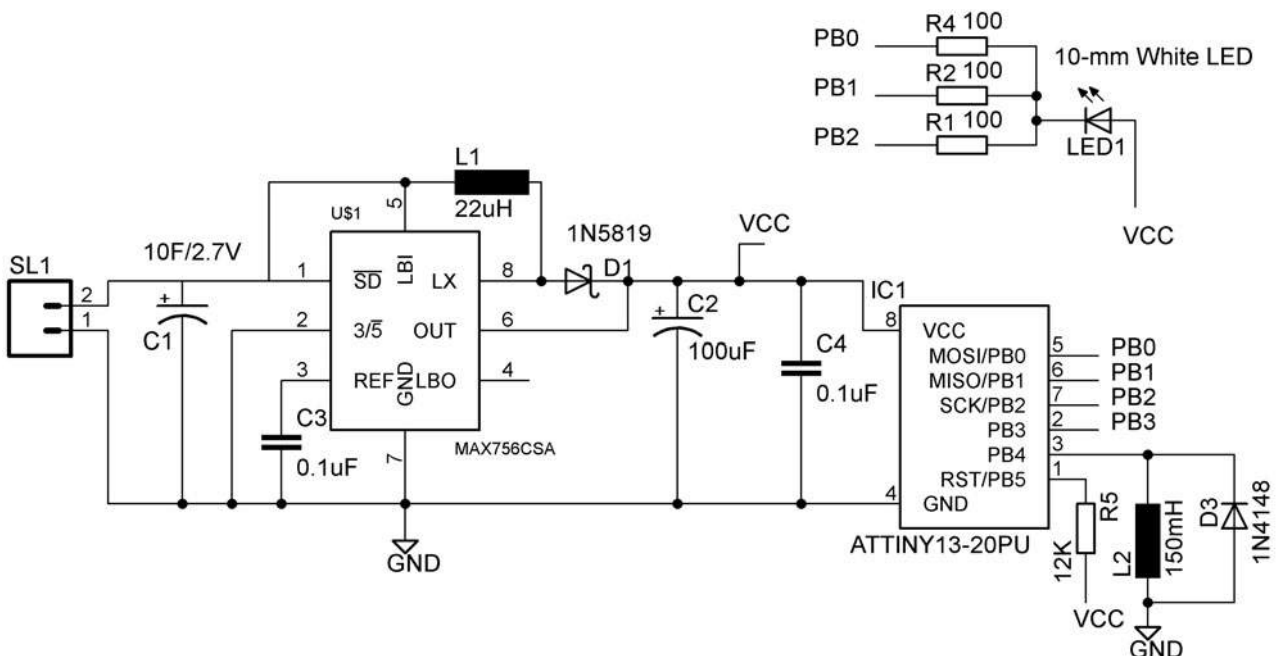 R4 100
PB0
10-mm White LED
R2 100
PB1
R1 100
PB2
LED1
VCC
L1
22uH
5
U$1
10F/2.7V
SL1
2
1
+
C1
1
SD
LBI
LX
8
1N5819
D1
VCC
2
3/5
OUT
6
3
REF
GND
LBO
4
7
MAX756CSA
C3
0.1uF
GND
+
C2
100uF
C4
0.1uF
IC1
8
VCC
MOSI/PB0
5
PB0
MISO/PB1
6
PB1
SCK/PB2
7
PB2
PB3
2
PB3
PB4
3
RST/PB5
1
4
GND
ATTINY13-20PU
R5
12K
VCC
L2
150mH
D3
1N4148
GND